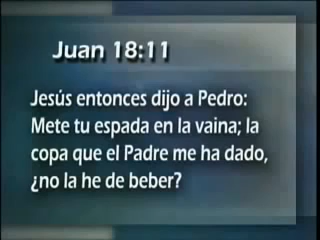 Juan 18:11
Jesús entonces dijo a Pedro:
Mete tu espada en la vaina; la
copa que el Padre me ha dado,
¿no la he de beber?